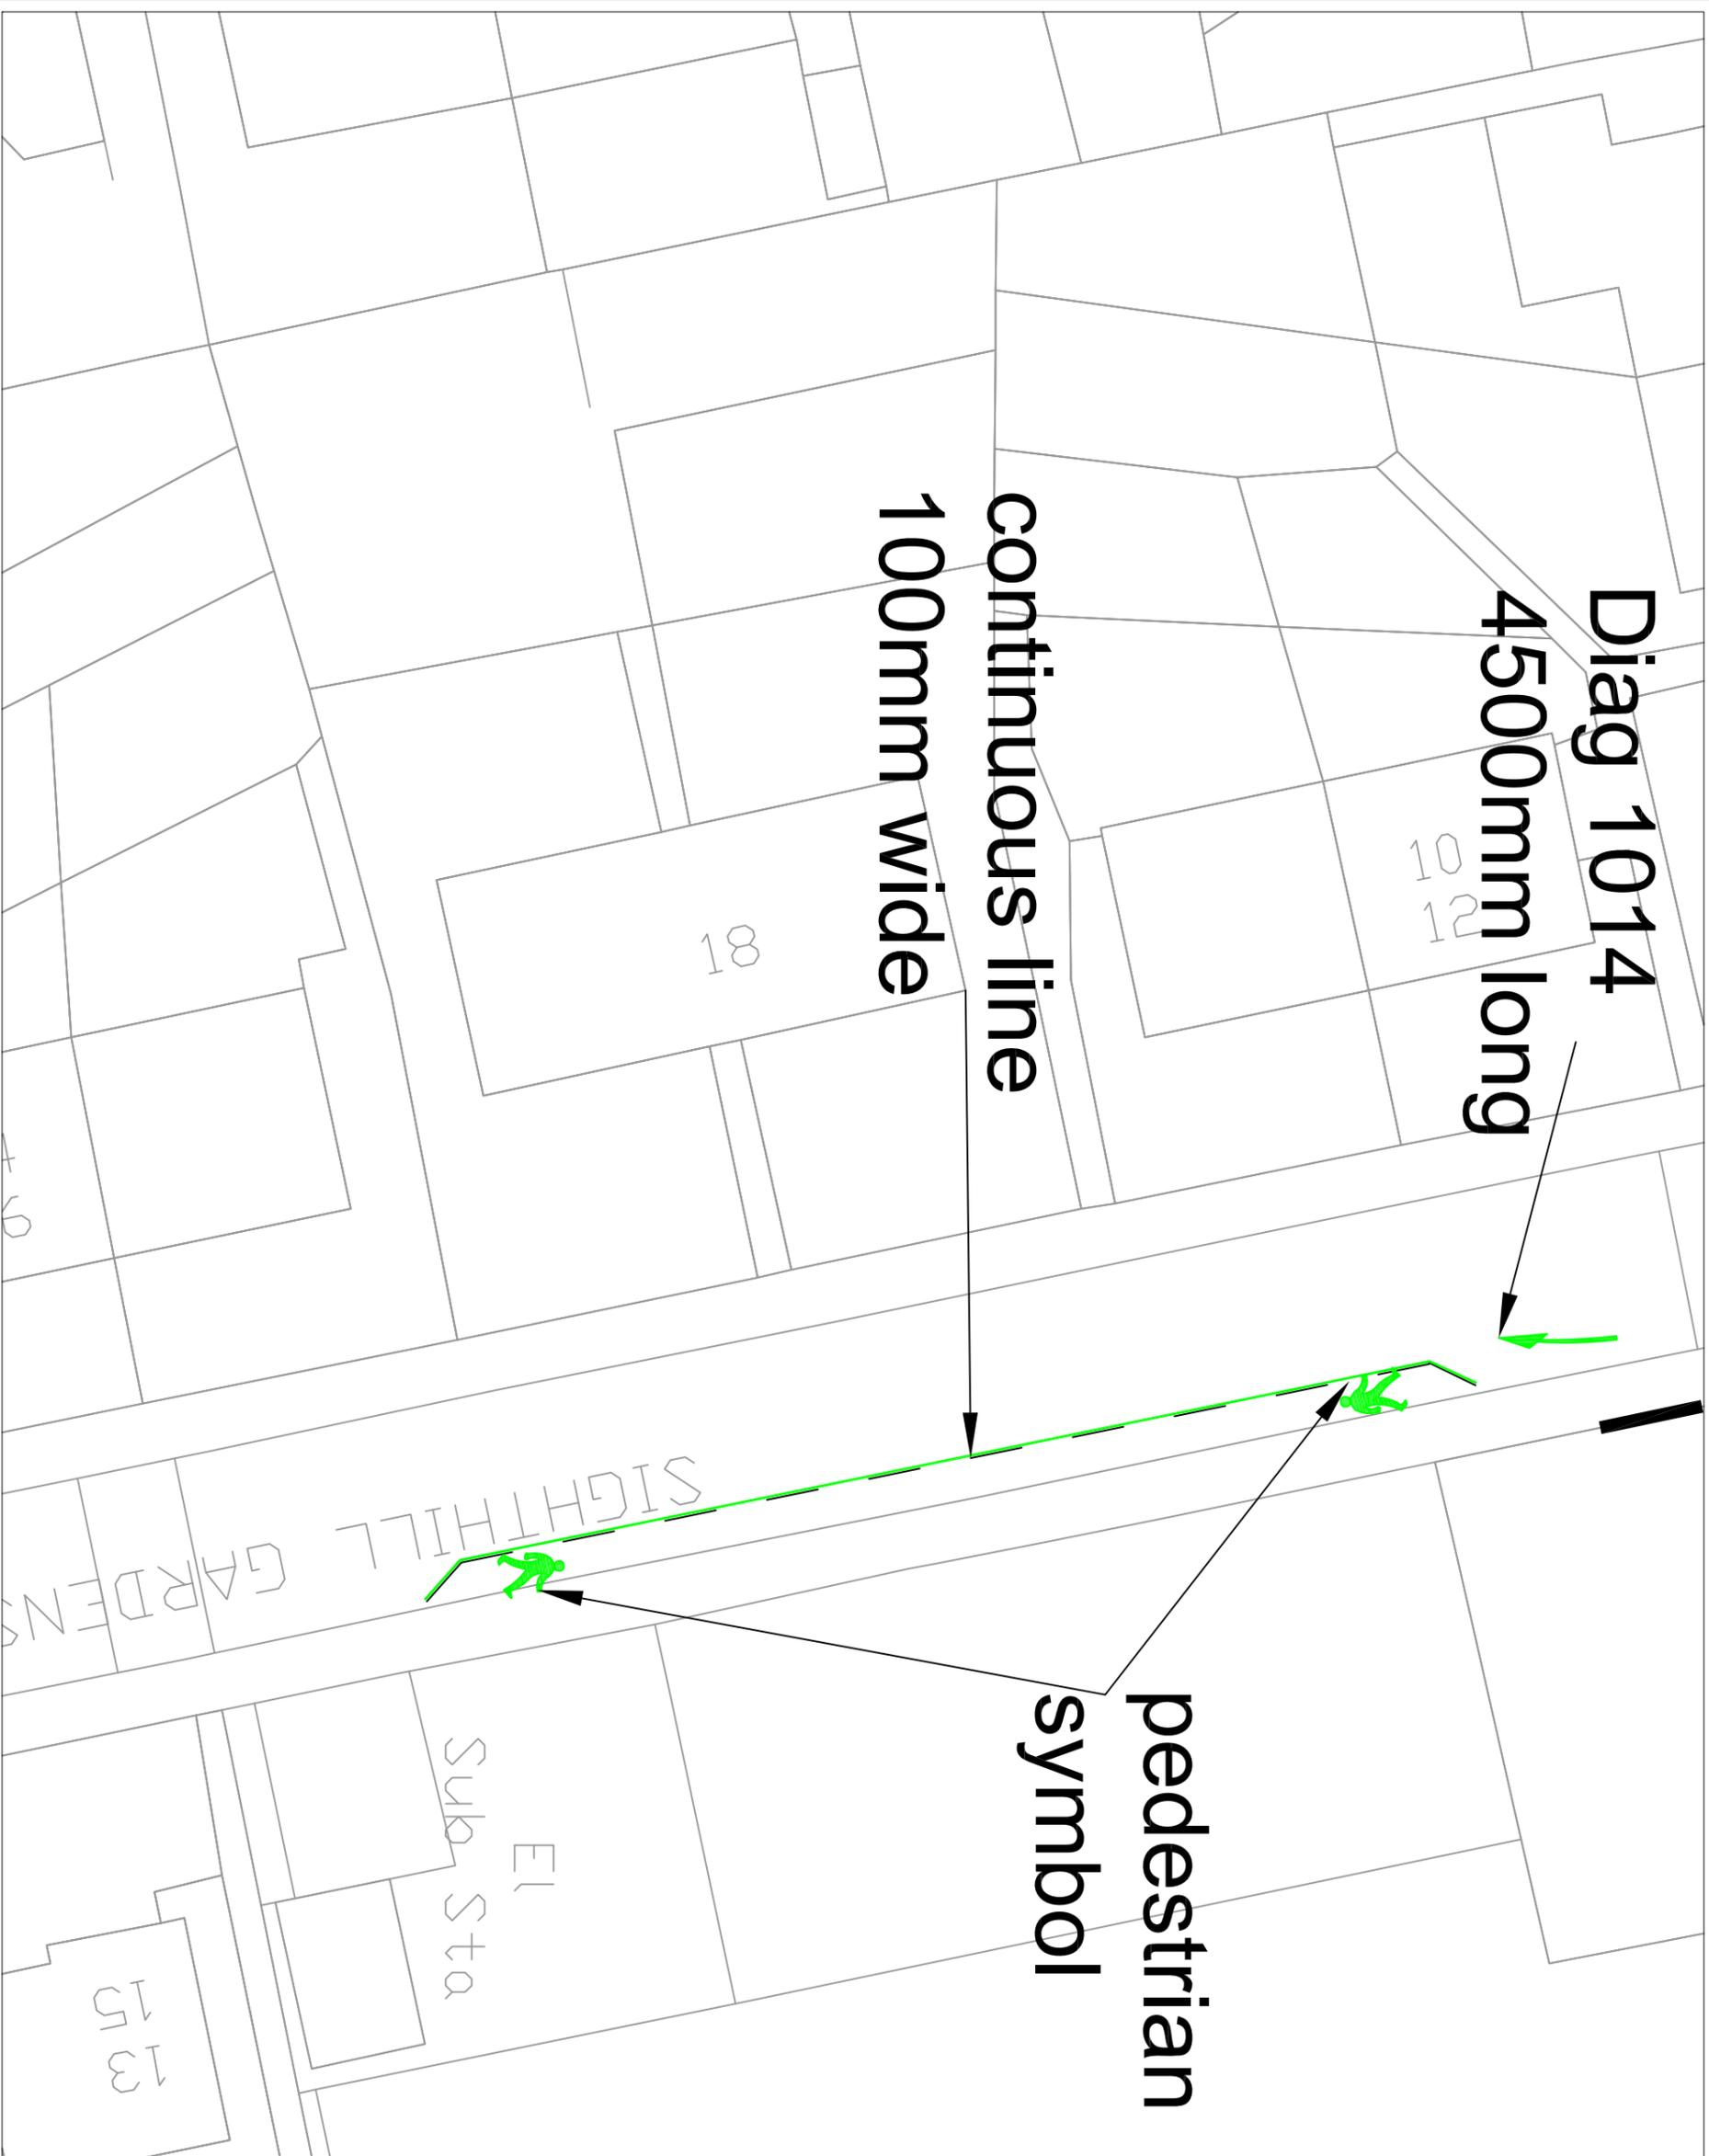 Diag 1014
4500mm long
continuous line
100mm wide
pedestrian
symbol
10
12
18
SIGHTHILL GARDENS
El
Sub Sta
15
13